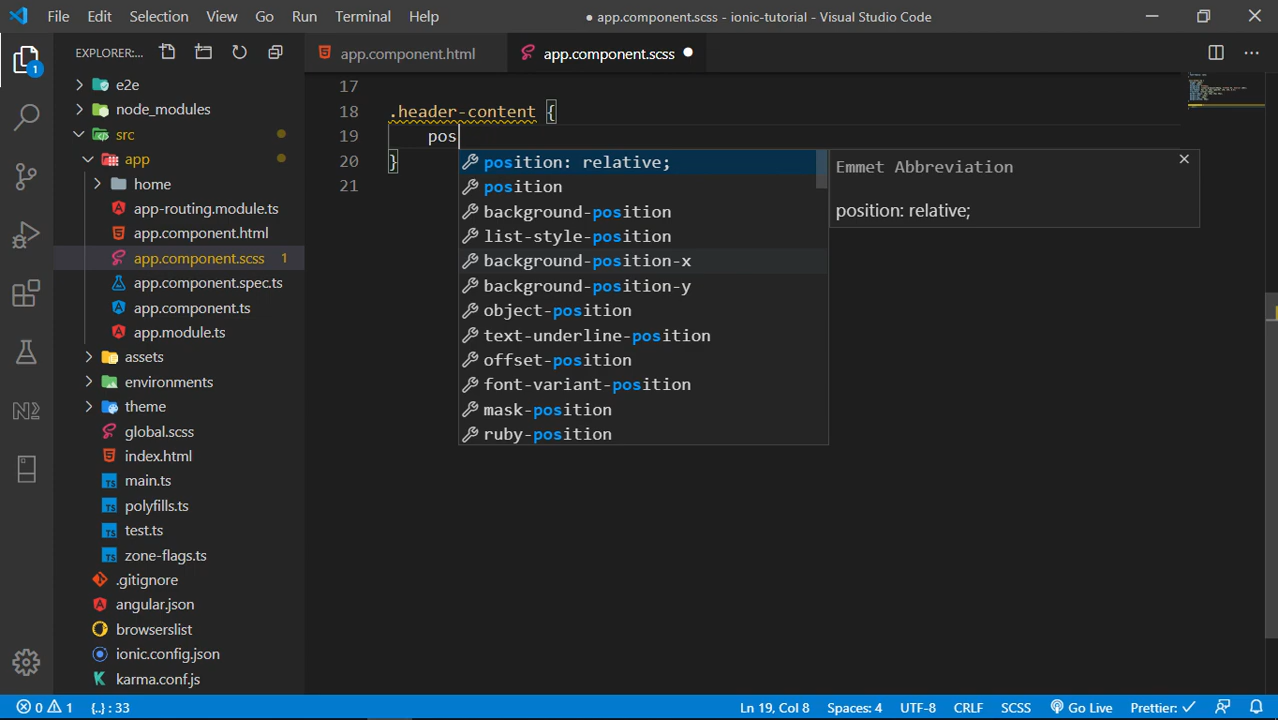 File Edit Selection View Go Run Terminal Help
● app.component.scss - ionic-tutorial - Visual Studio Code
EXPLORER:...
app.component.html
app.component.scss
e2e
node_modules
src
app
home
app-routing.module.ts
app.component.html
app.component.scss 1
app.component.spec.ts
app.component.ts
app.module.ts
assets
environments
theme
global.scss
index.html
main.ts
polyfills.ts
test.ts
zone-flags.ts
.gitignore
angular.json
browserslist
ionic.config.json
karma.conf.js
1
17
18 .header-content {
19 pos
20 }
21
position: relative;
position
background-position
list-style-position
background-position-x
background-position-y
object-position
text-underline-position
offset-position
font-variant-position
mask-position
ruby-position
Emmet Abbreviation
position: relative;
0 1 {..} : 33
Ln 19, Col 8 Spaces: 4 UTF-8 CRLF SCSS Go Live Prettier: ✓